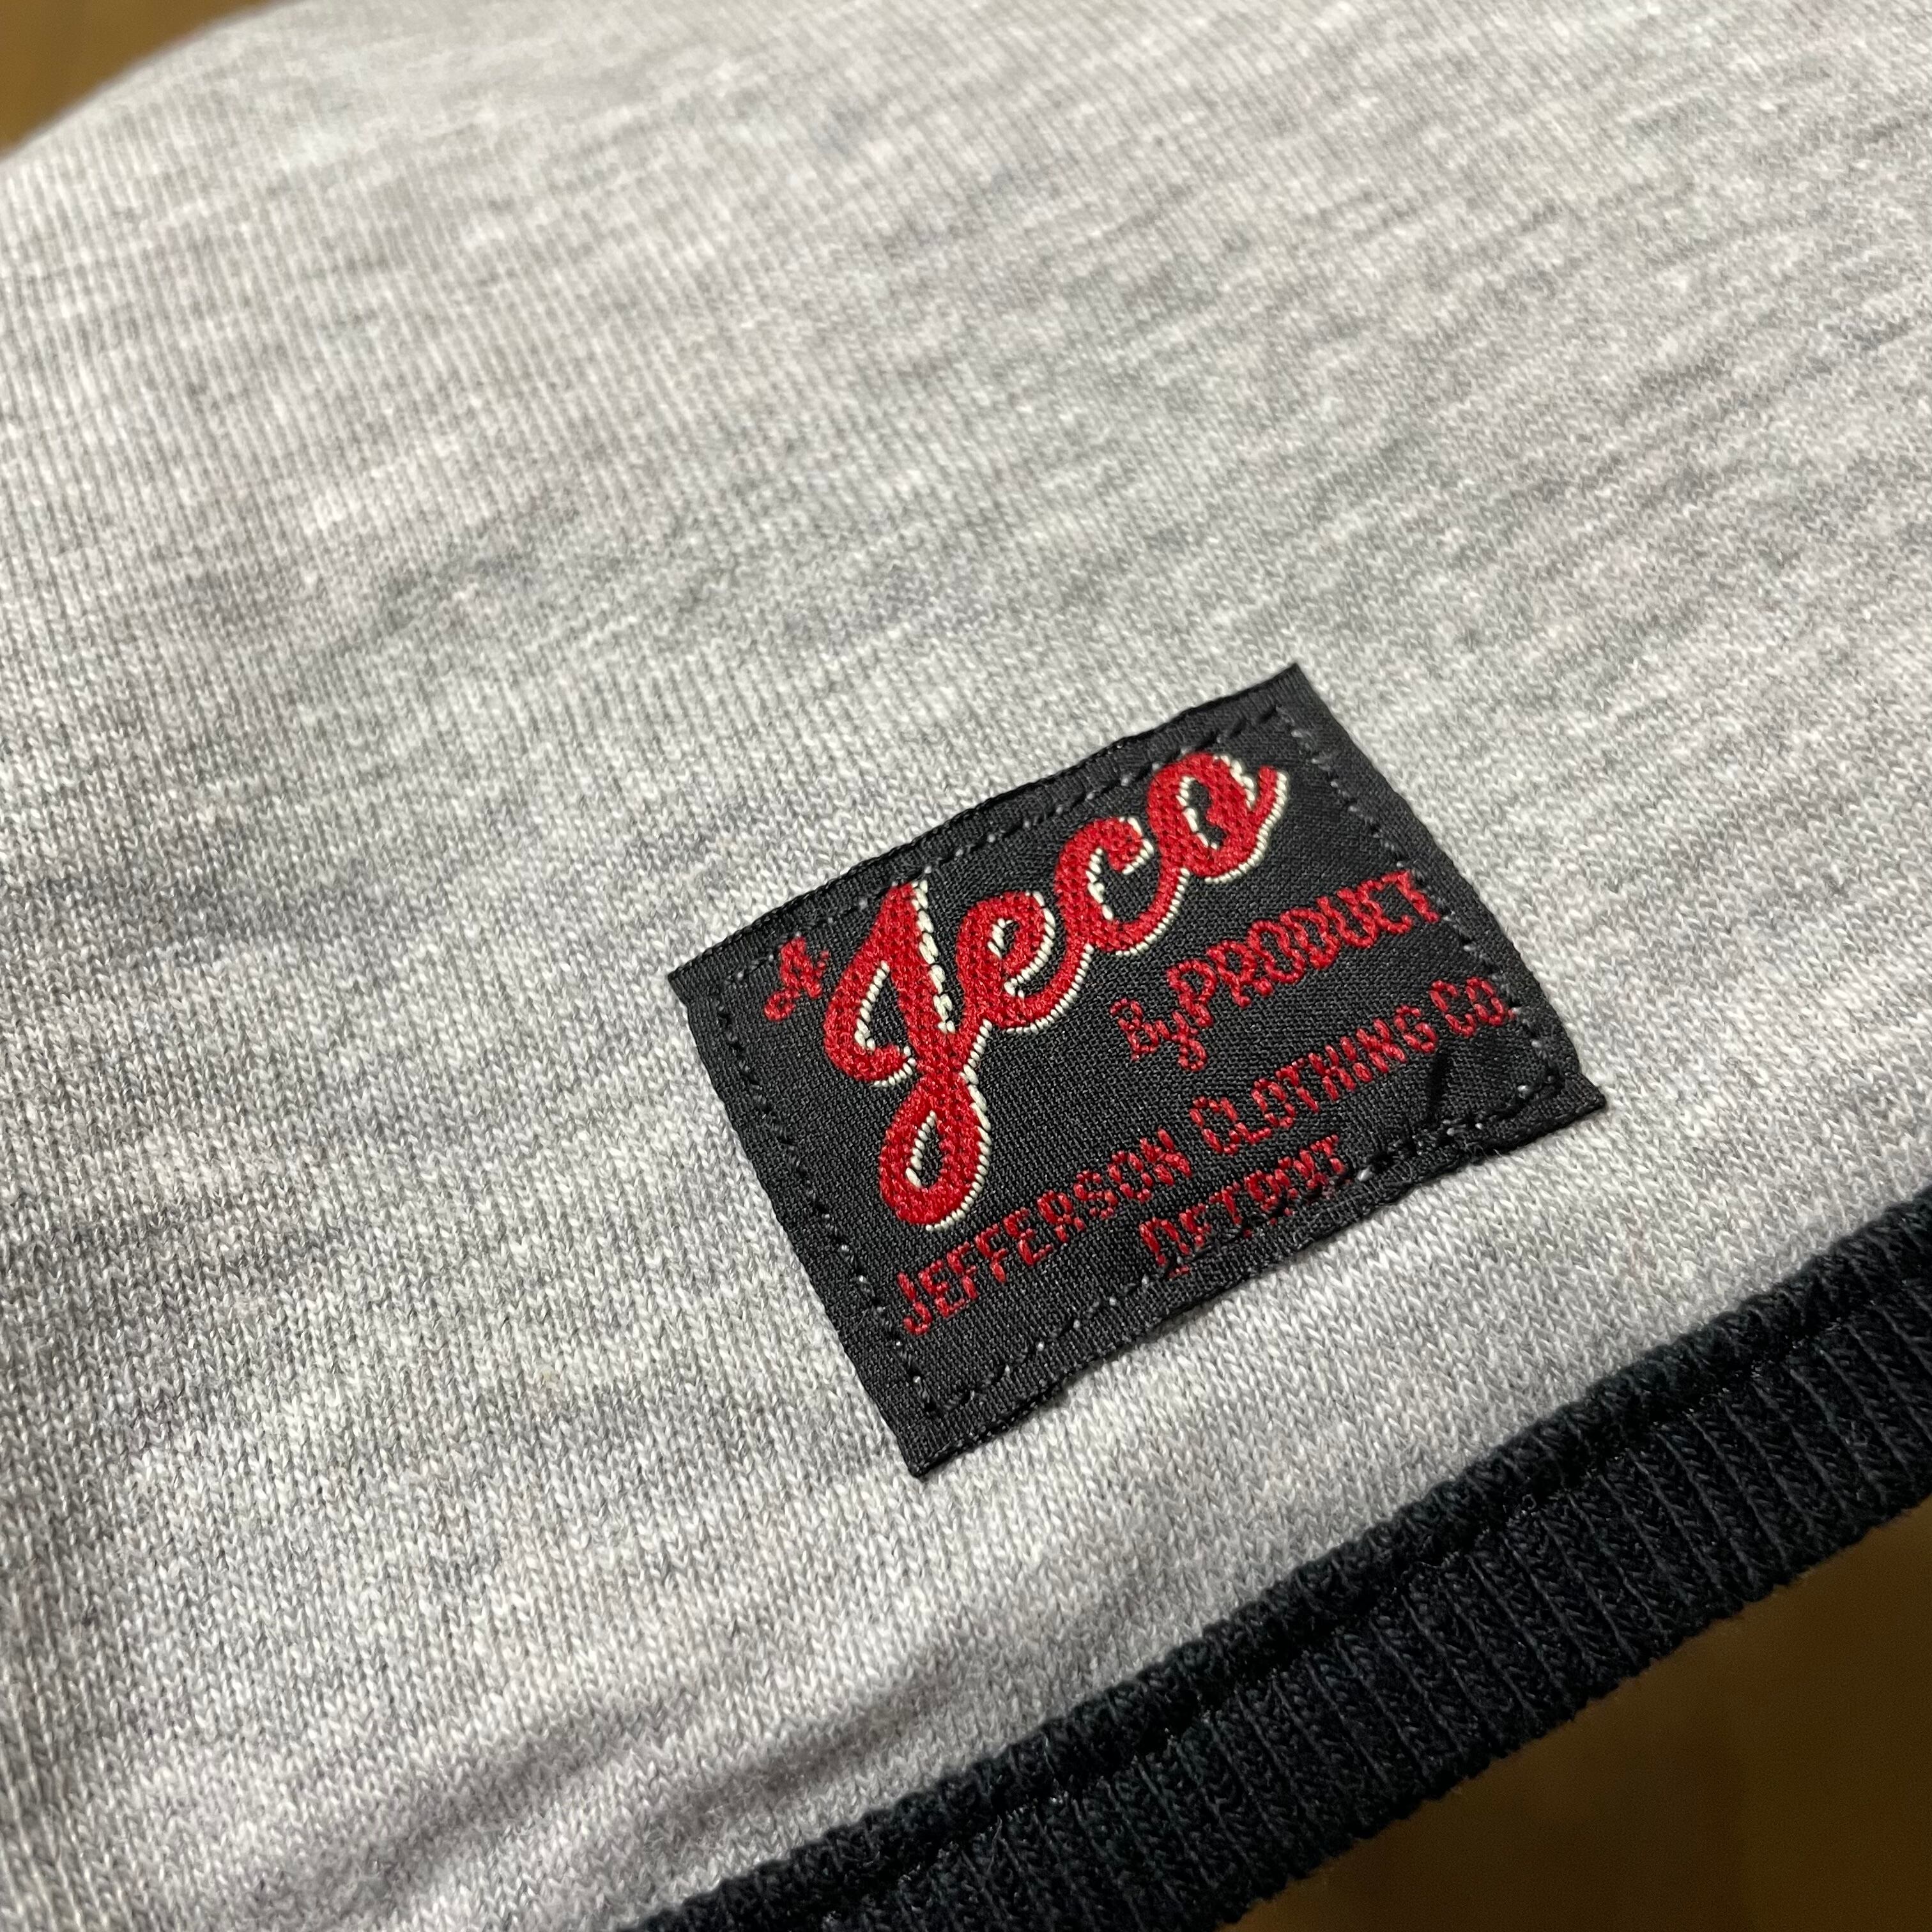 A Jeco
By PRODUCT
JEFFERSON CLOTHING CO.
DETROIT